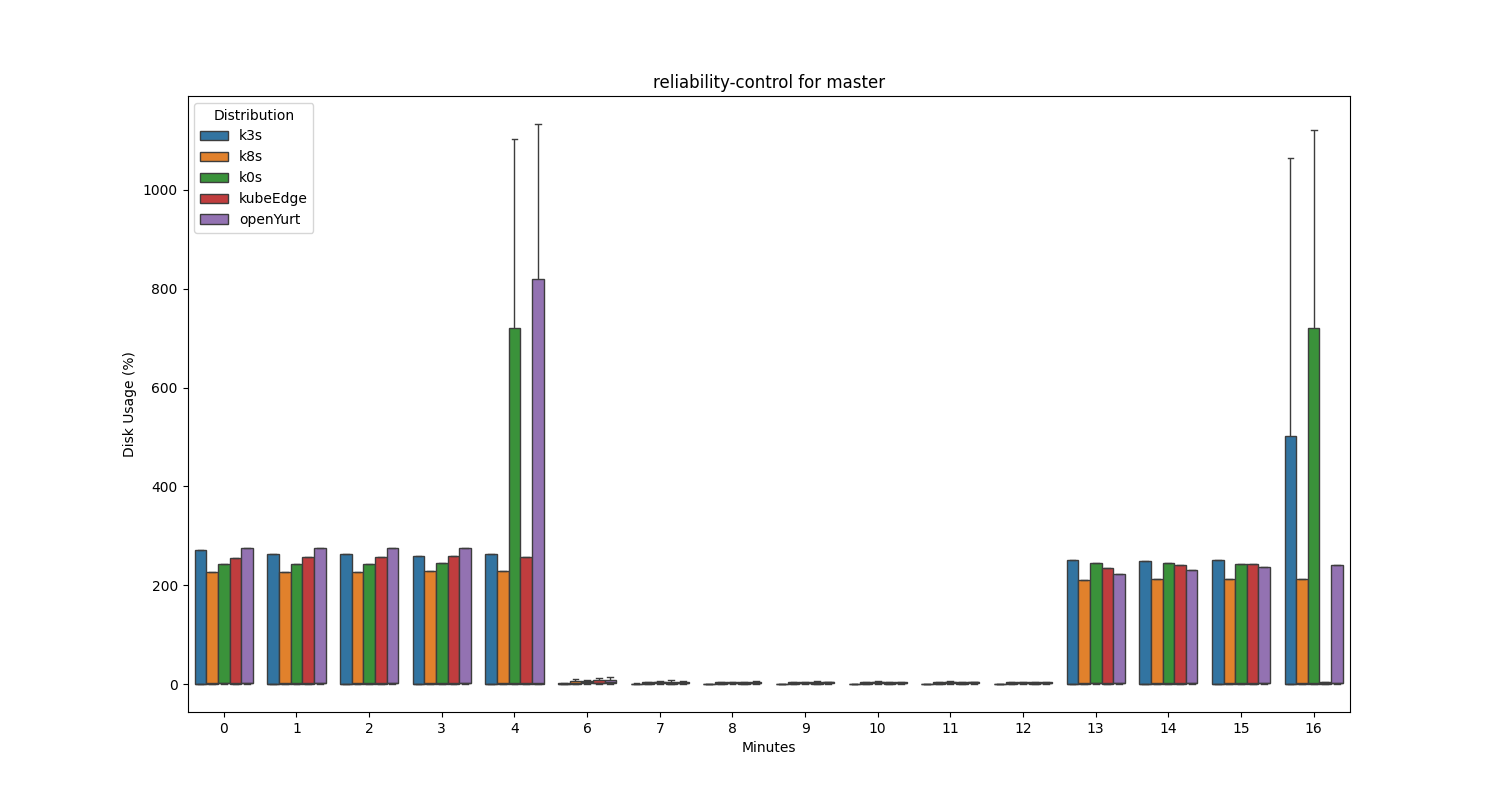 reliability-control for master
Distribution
k3s
k8s
k0s
kubeEdge
openYurt
Disk Usage (%)
1000
800
600
400
200
0
0 1 2 3 4 6 7 8 9 10 11 12 13 14 15 16
Minutes